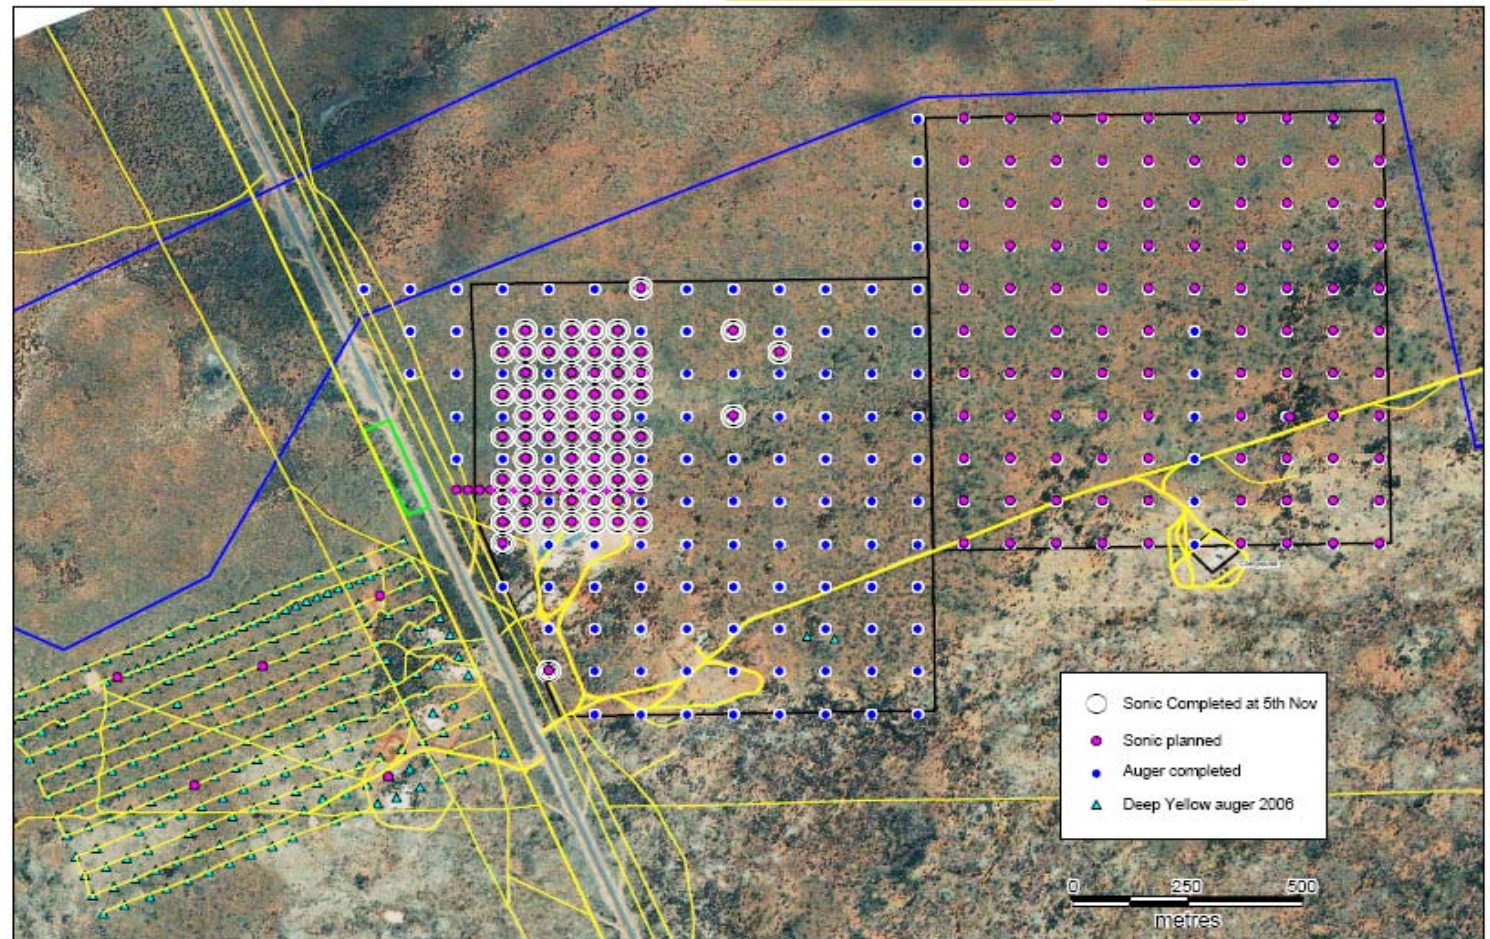 Sonic Completed at 5th Nov
Sonic planned
Auger completed
Deep Yellow auger 2006
0 250 500
metres